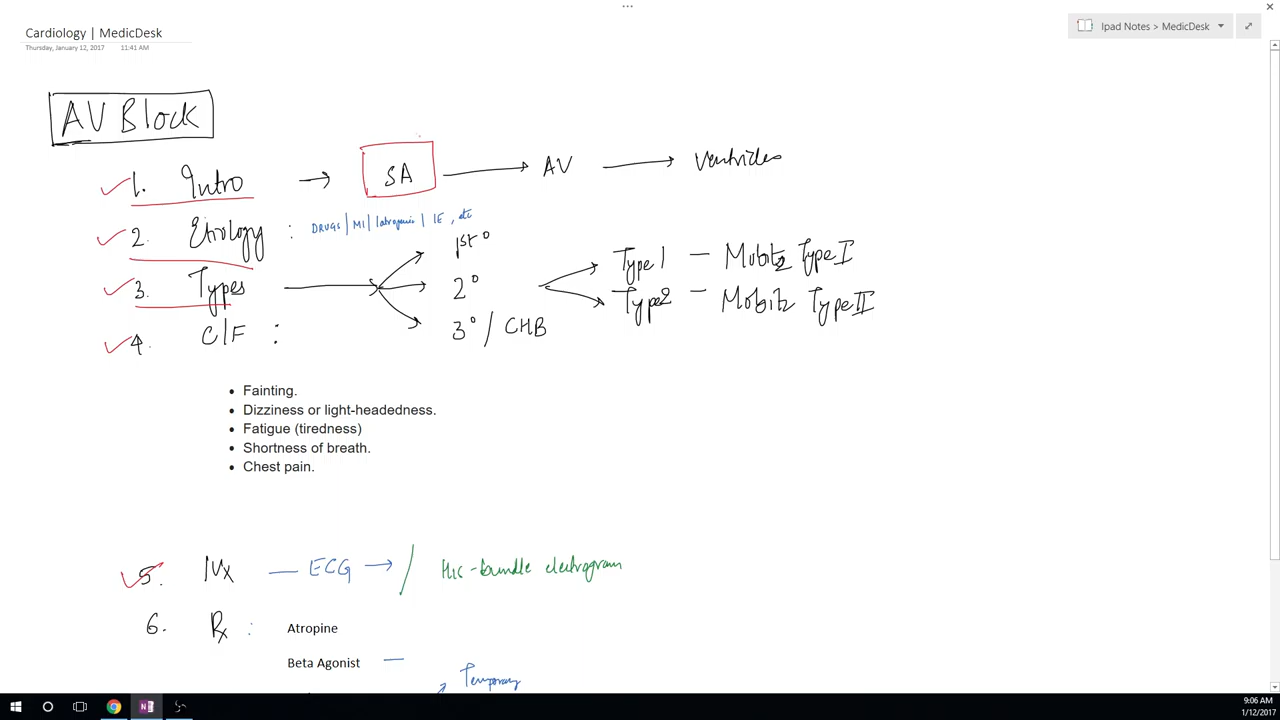 Cardiology | MedicDesk
Thursday, January 12, 2017 11:41 AM
Ipad Notes > MedicDesk
AV Block
1. Intro → SA → AV → Ventricles
2. Etiology : DRUGS | MI | Iatrogenic | IE, etc
3. Types → 1st° 2° 3° / CHB
Type 1 — Mobitz Type I
Type 2 — Mobitz Type II
4. C/F :
• Fainting.
• Dizziness or light-headedness.
• Fatigue (tiredness)
• Shortness of breath.
• Chest pain.
5. IVx — ECG → / His-bundle electrogram
6. Rx : Atropine
Beta Agonist —
Temporary
9:06 AM
1/12/2017